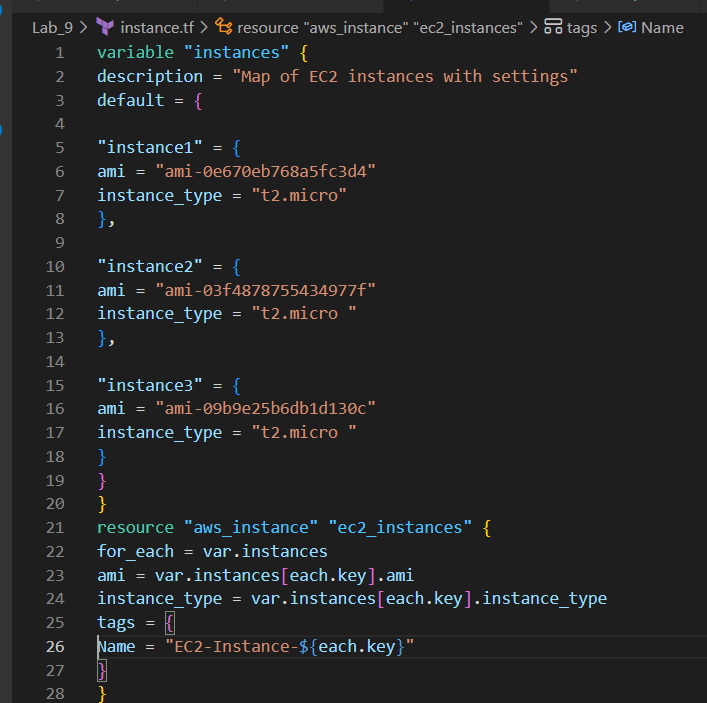 Lab_9 > instance.tf > resource "aws_instance" "ec2_instances" > tags > Name
1 variable "instances" {
2 description = "Map of EC2 instances with settings"
3 default = {
4
5 "instance1" = {
6 ami = "ami-0e670eb768a5fc3d4"
7 instance_type = "t2.micro"
8 },
9
10 "instance2" = {
11 ami = "ami-03f4878755434977f"
12 instance_type = "t2.micro "
13 },
14
15 "instance3" = {
16 ami = "ami-09b9e25b6db1d130c"
17 instance_type = "t2.micro "
18 }
19 }
20 }
21 resource "aws_instance" "ec2_instances" {
22 for_each = var.instances
23 ami = var.instances[each.key].ami
24 instance_type = var.instances[each.key].instance_type
25 tags = {
26 Name = "EC2-Instance-${each.key}"
27 }
28 }